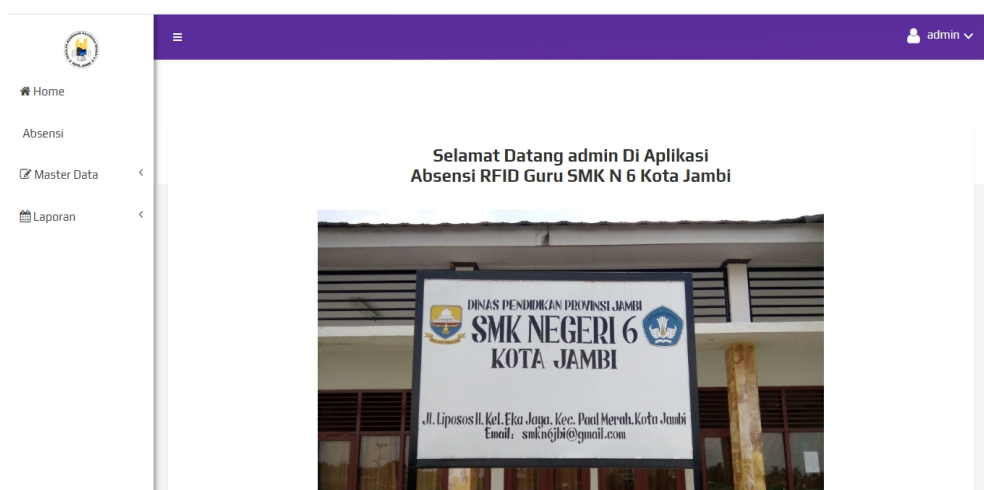 admin
Home
Absensi
Master Data
Laporan
Selamat Datang admin Di Aplikasi
Absensi RFID Guru SMK N 6 Kota Jambi
DINAS PENDIDIKAN PROVINSI JAMBI
SMK NEGERI 6
KOTA JAMBI
Jl. Liposos II. Kel. Eka Jaya. Kec. Paal Merah. Kota Jambi
Email: smkn6jbi@gmail.com